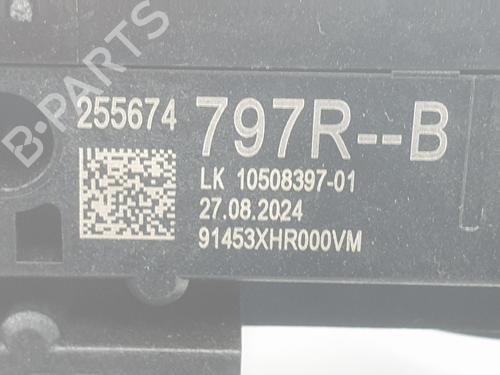 B-PARTS
255674 797R--B
LK 10508397-01
27.08.2024
91453XHR000VM